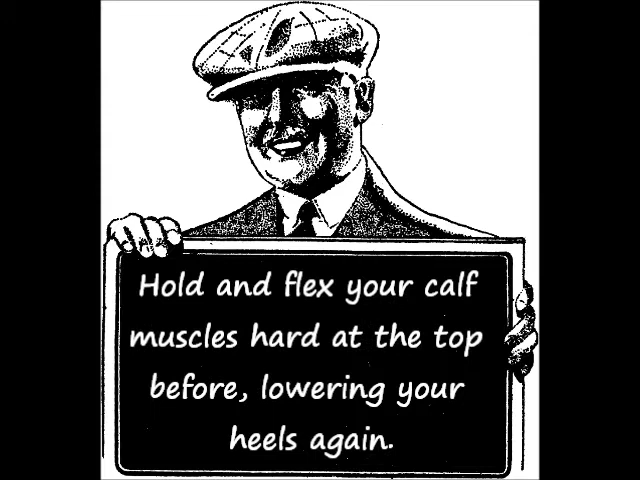 Hold and flex your calf
muscles hard at the top
before, lowering your
heels again.